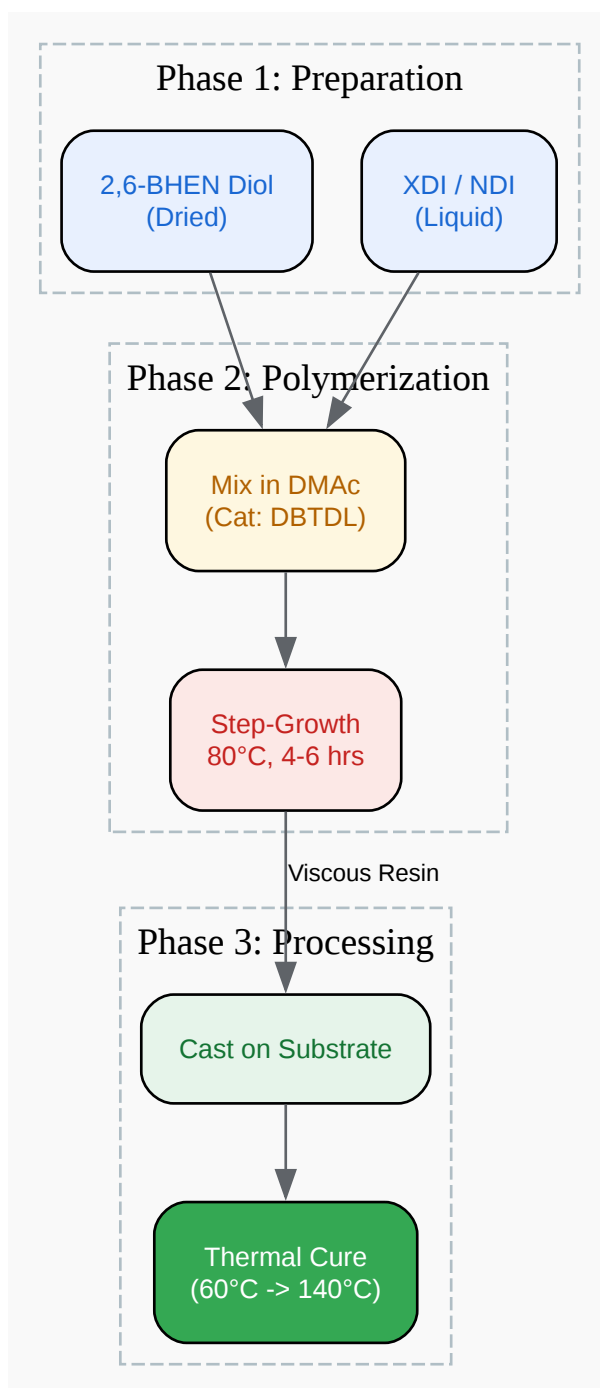 Phase 1: Preparation
2,6-BHEN Diol
(Dried)
XDI / NDI
(Liquid)
Phase 2: Polymerization
Mix in DMAc
(Cat: DBTDL)
Step-Growth
80°C, 4-6 hrs
Viscous Resin
Phase 3: Processing
Cast on Substrate
Thermal Cure
(60°C -> 140°C)